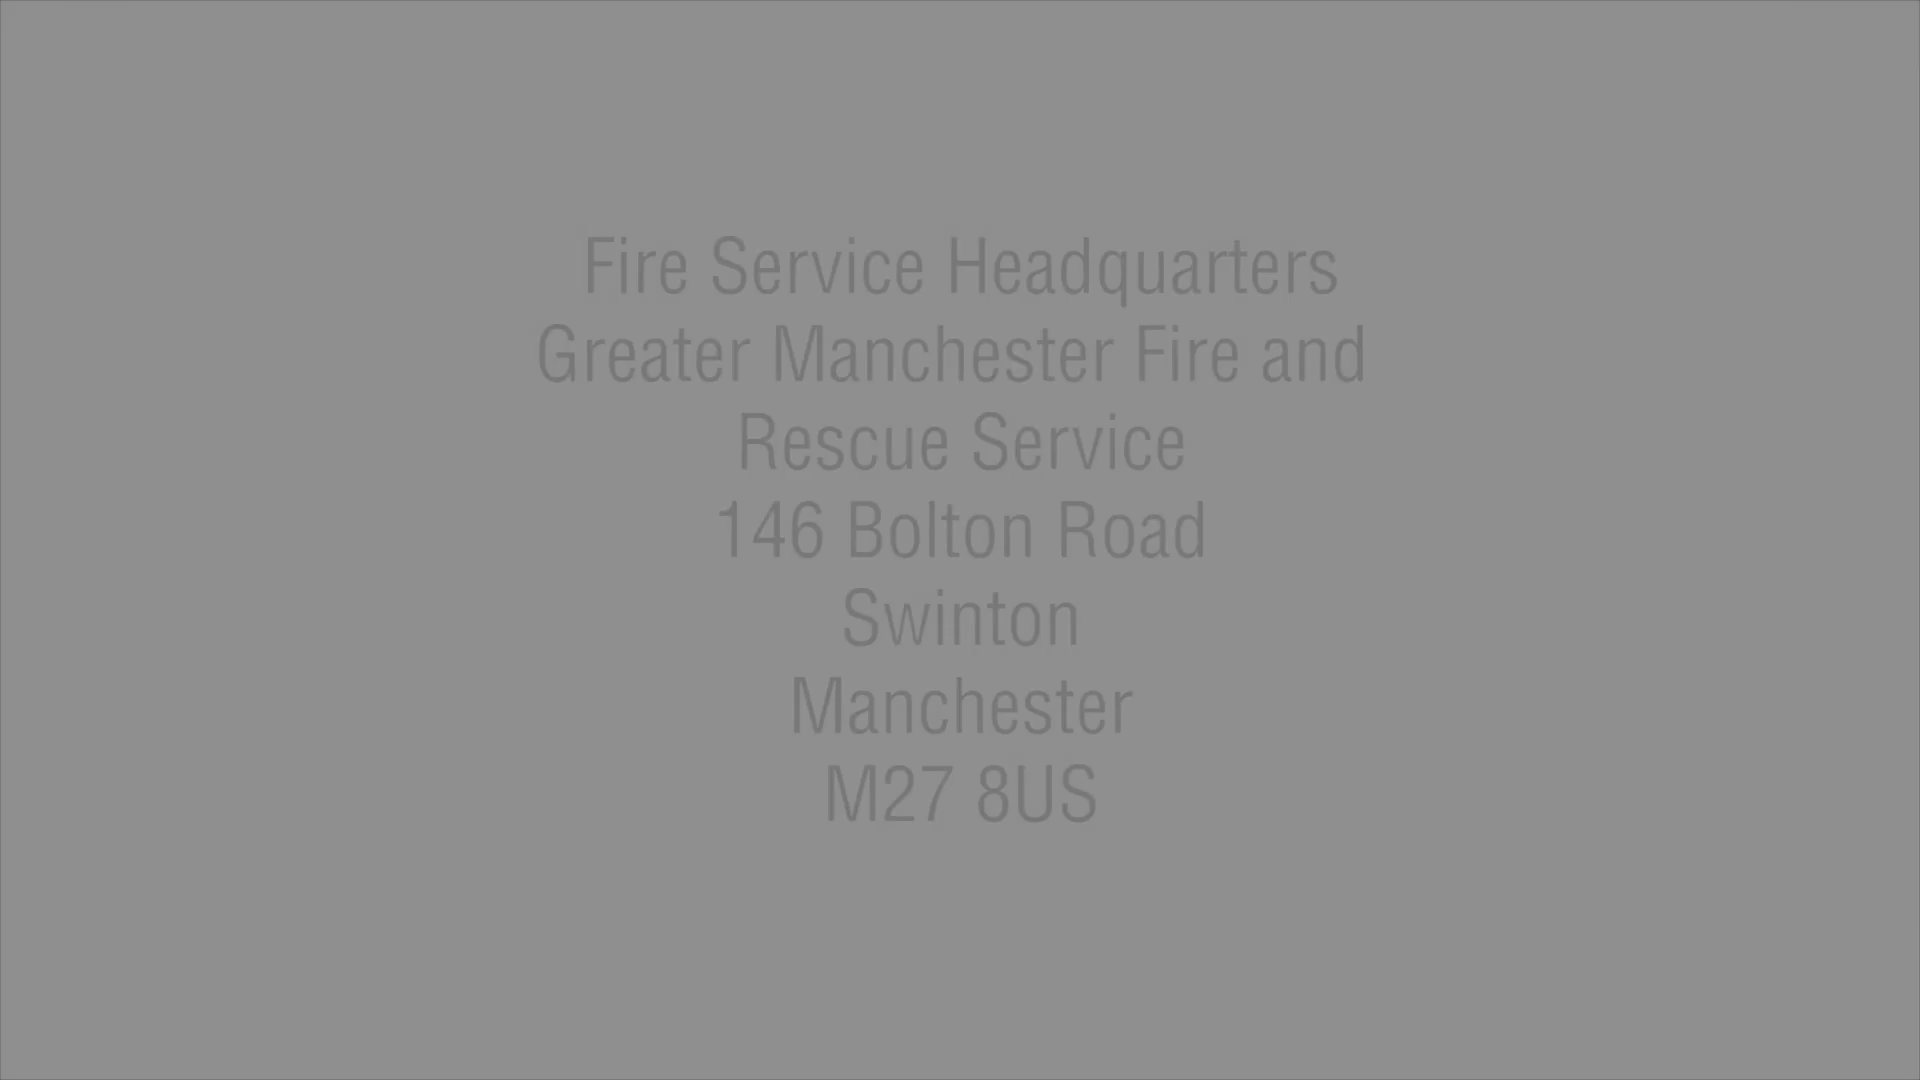 Fire Service Headquarters
Greater Manchester Fire and
Rescue Service
146 Bolton Road
Swinton
Manchester
M27 8US